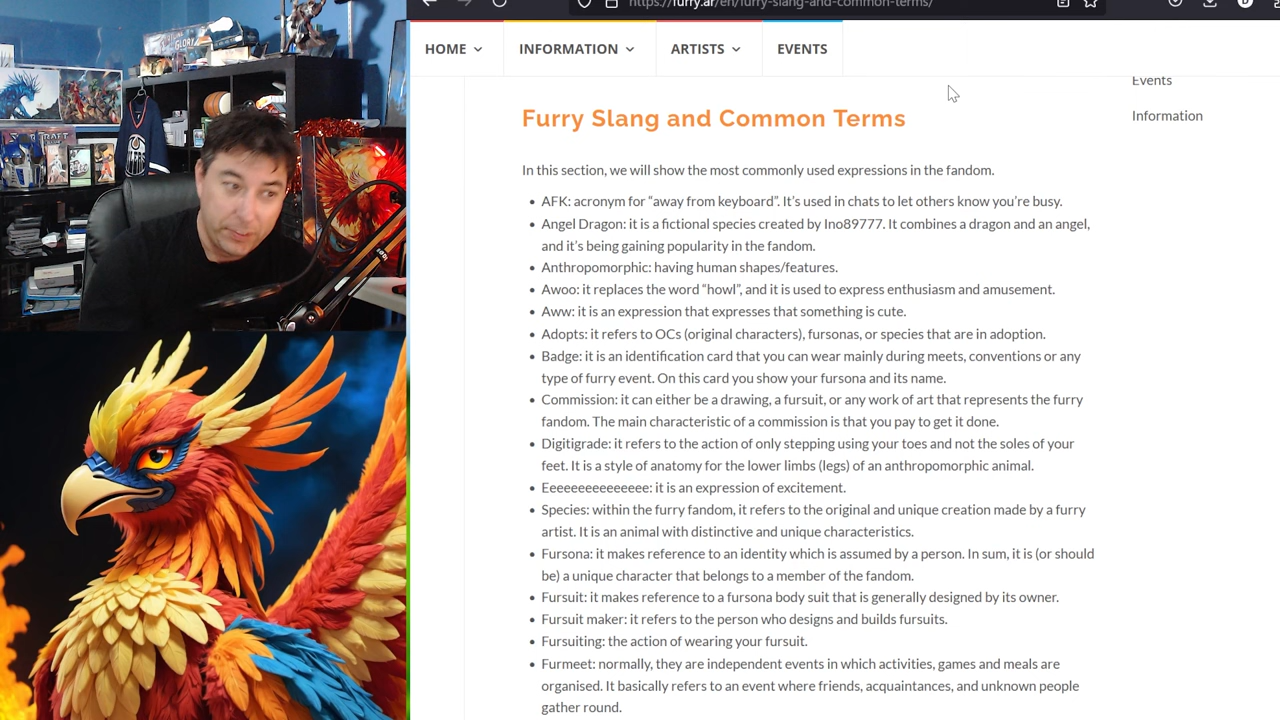 https://furry.ar/en/furry-slang-and-common-terms/
HOME
INFORMATION
ARTISTS
EVENTS
Events
Information
Furry Slang and Common Terms
In this section, we will show the most commonly used expressions in the fandom.
• AFK: acronym for “away from keyboard”. It’s used in chats to let others know you’re busy.
• Angel Dragon: it is a fictional species created by Ino89777. It combines a dragon and an angel,
and it’s being gaining popularity in the fandom.
• Anthropomorphic: having human shapes/features.
• Awoo: it replaces the word “howl”, and it is used to express enthusiasm and amusement.
• Aww: it is an expression that expresses that something is cute.
• Adopts: it refers to OCs (original characters), fursonas, or species that are in adoption.
• Badge: it is an identification card that you can wear mainly during meets, conventions or any
type of furry event. On this card you show your fursona and its name.
• Commission: it can either be a drawing, a fursuit, or any work of art that represents the furry
fandom. The main characteristic of a commission is that you pay to get it done.
• Digitigrade: it refers to the action of only stepping using your toes and not the soles of your
feet. It is a style of anatomy for the lower limbs (legs) of an anthropomorphic animal.
• Eeeeeeeeeeeeee: it is an expression of excitement.
• Species: within the furry fandom, it refers to the original and unique creation made by a furry
artist. It is an animal with distinctive and unique characteristics.
• Fursona: it makes reference to an identity which is assumed by a person. In sum, it is (or should
be) a unique character that belongs to a member of the fandom.
• Fursuit: it makes reference to a fursona body suit that is generally designed by its owner.
• Fursuit maker: it refers to the person who designs and builds fursuits.
• Fursuiting: the action of wearing your fursuit.
• Furmeet: normally, they are independent events in which activities, games and meals are
organised. It basically refers to an event where friends, acquaintances, and unknown people
gather round.
GLORY